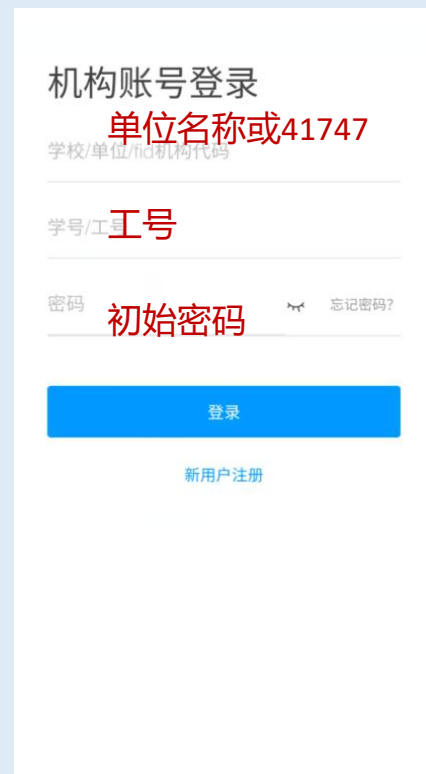 机构账号登录
单位名称或41747
学校/单位/fid机构代码
工号
学号/工号
密码
忘记密码?
初始密码
登录
新用户注册